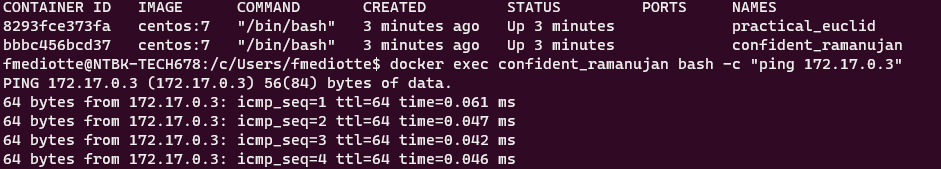 CONTAINER ID   IMAGE      COMMAND       CREATED         STATUS         PORTS     NAMES
8293fce373fa   centos:7   "/bin/bash"   3 minutes ago   Up 3 minutes             practical_euclid
bbbc456bcd37   centos:7   "/bin/bash"   3 minutes ago   Up 3 minutes             confident_ramanujan
fmediotte@NTBK-TECH678:/c/Users/fmediotte$ docker exec confident_ramanujan bash -c "ping 172.17.0.3"
PING 172.17.0.3 (172.17.0.3) 56(84) bytes of data.
64 bytes from 172.17.0.3: icmp_seq=1 ttl=64 time=0.061 ms
64 bytes from 172.17.0.3: icmp_seq=2 ttl=64 time=0.047 ms
64 bytes from 172.17.0.3: icmp_seq=3 ttl=64 time=0.042 ms
64 bytes from 172.17.0.3: icmp_seq=4 ttl=64 time=0.046 ms